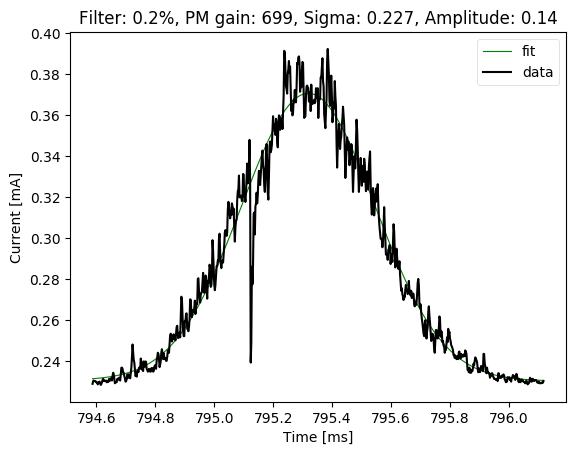 Filter: 0.2%, PM gain: 699, Sigma: 0.227, Amplitude: 0.14
fit
data
0.40
0.38
0.36
0.34
0.32
0.30
0.28
0.26
0.24
Current [mA]
794.6 794.8 795.0 795.2 795.4 795.6 795.8 796.0
Time [ms]